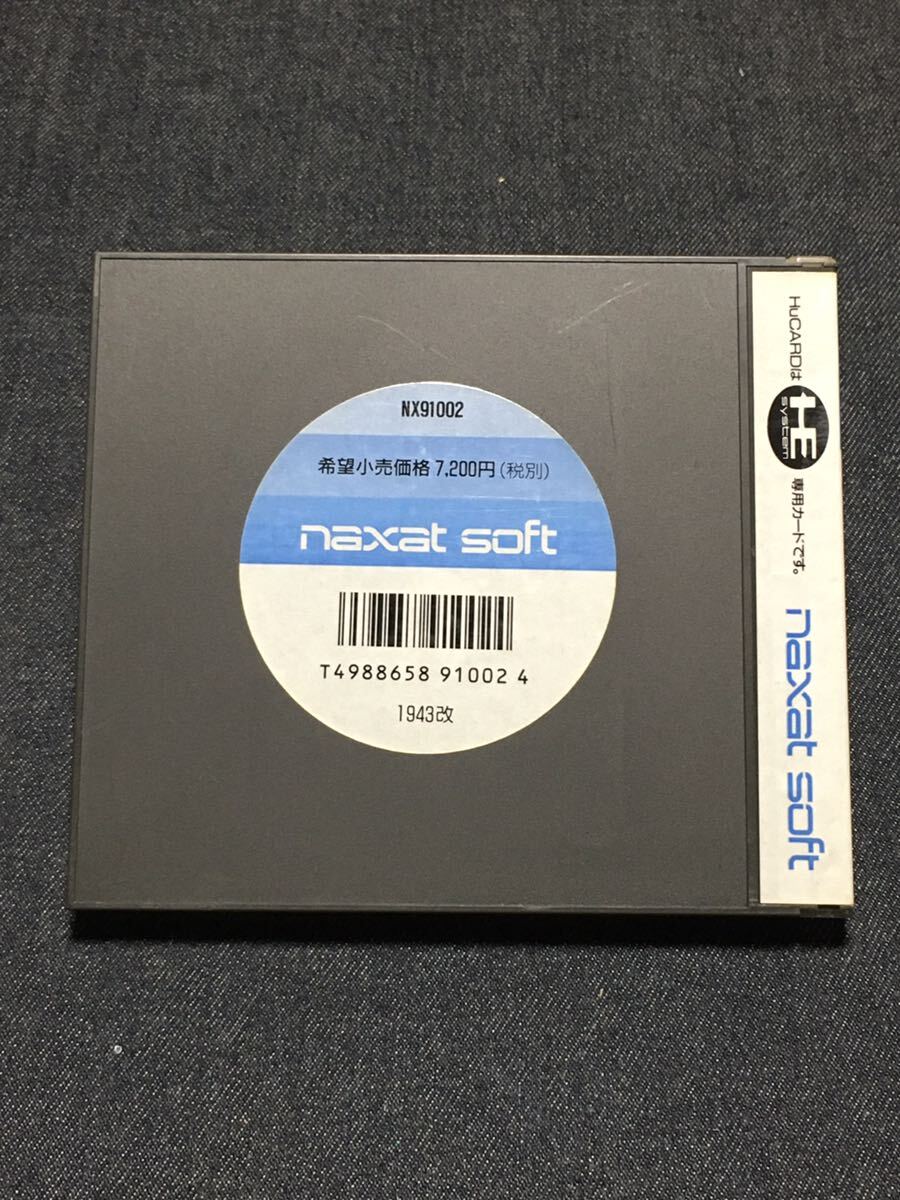 NX91002
希望小売価格 7,200円(税別)
naxat soft
T4988658 91002 4
1943改
HuCARDは HE system 専用カードです。 naxat soft